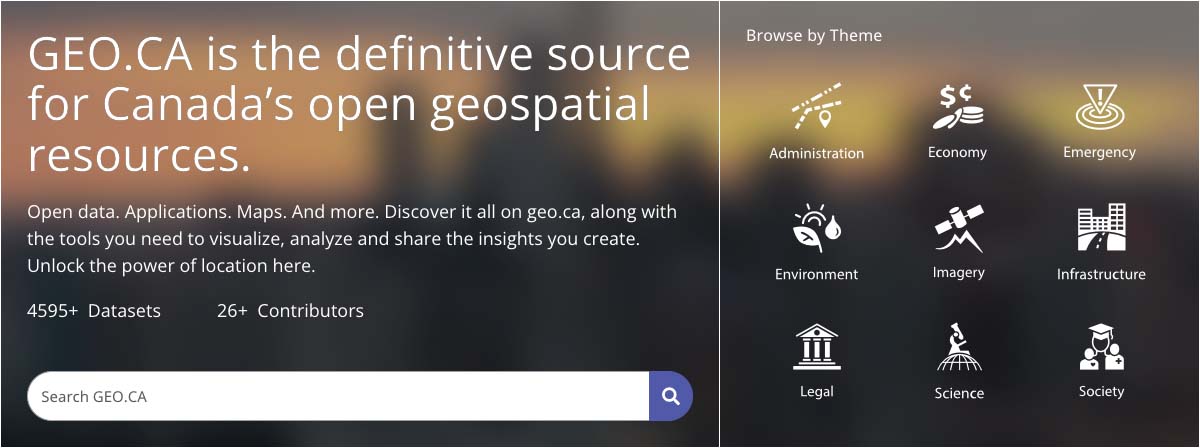 GEO.CA is the definitive source
for Canada’s open geospatial
resources.
Open data. Applications. Maps. And more. Discover it all on geo.ca, along with
the tools you need to visualize, analyze and share the insights you create.
Unlock the power of location here.
4595+ Datasets 26+ Contributors
Search GEO.CA
Browse by Theme
$¢
Administration Economy Emergency
Environment Imagery Infrastructure
Legal Science Society